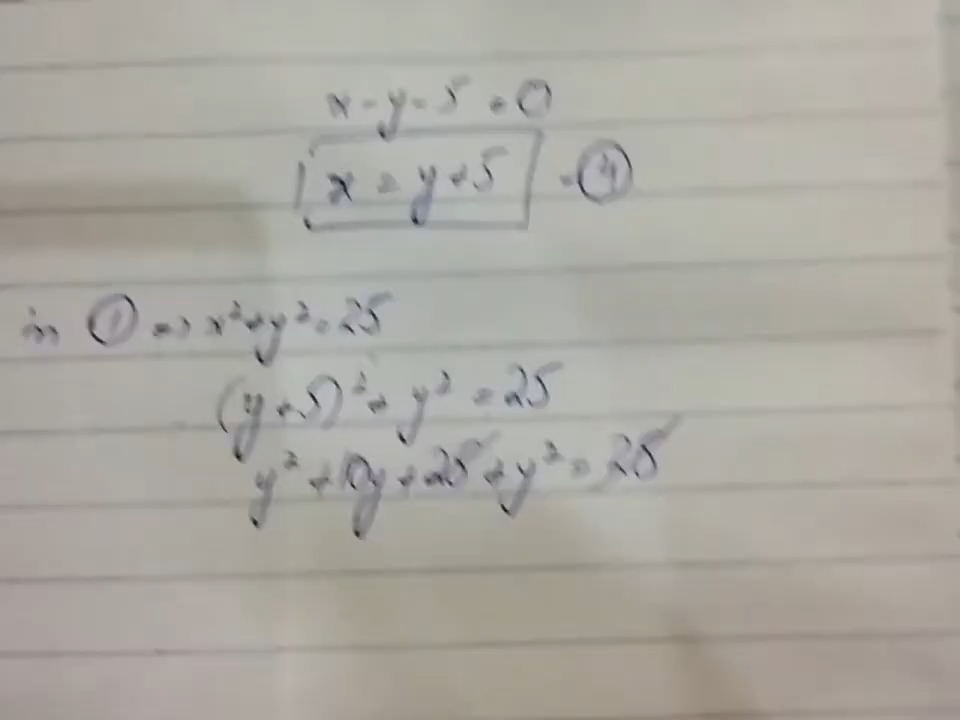 x - y - 5 = 0
x = y + 5 - ④
in ① => x² + y² = 25
(y + 5)² + y² = 25
y² + 10y + 25 + y² = 25